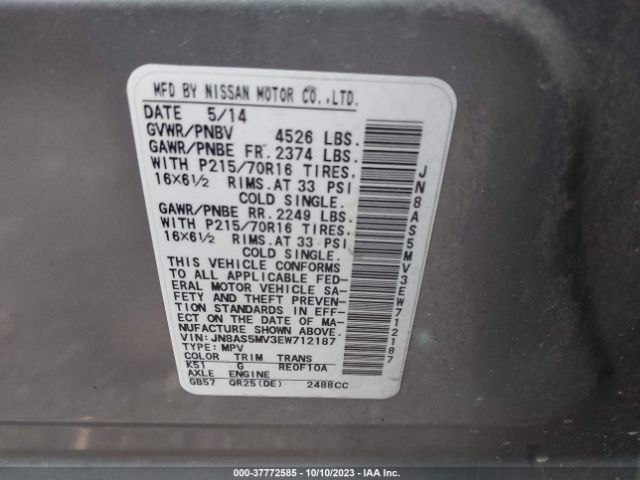 MFD BY NISSAN MOTOR CO.,LTD.
DATE 5/14
GVWR/PNBV 4526 LBS.
GAWR/PNBE FR. 2374 LBS.
WITH P215/70R16 TIRES,
16X6½ RIMS.AT 33 PSI
COLD SINGLE.
GAWR/PNBE RR. 2249 LBS.
WITH P215/70R16 TIRES,
16X6½ RIMS.AT 33 PSI
COLD SINGLE.
THIS VEHICLE CONFORMS
TO ALL APPLICABLE FED-
ERAL MOTOR VEHICLE SA-
FETY AND THEFT PREVEN-
TION STANDARDS IN EFF-
ECT ON THE DATE OF MA-
NUFACTURE SHOWN ABOVE.
VIN: JN8AS5MV3EW712187
TYPE: MPV
COLOR TRIM TRANS
K51 G RE0F10A
AXLE ENGINE
GB57 QR25(DE) 2488CC
JN8AS5MV3EW712187
000-37772585 | 10/10/2023 | IAA Inc.